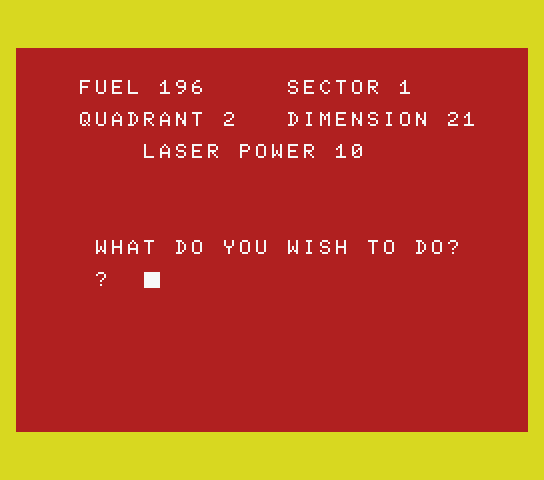 FUEL 196 SECTOR 1
QUADRANT 2 DIMENSION 21
LASER POWER 10
WHAT DO YOU WISH TO DO?
?